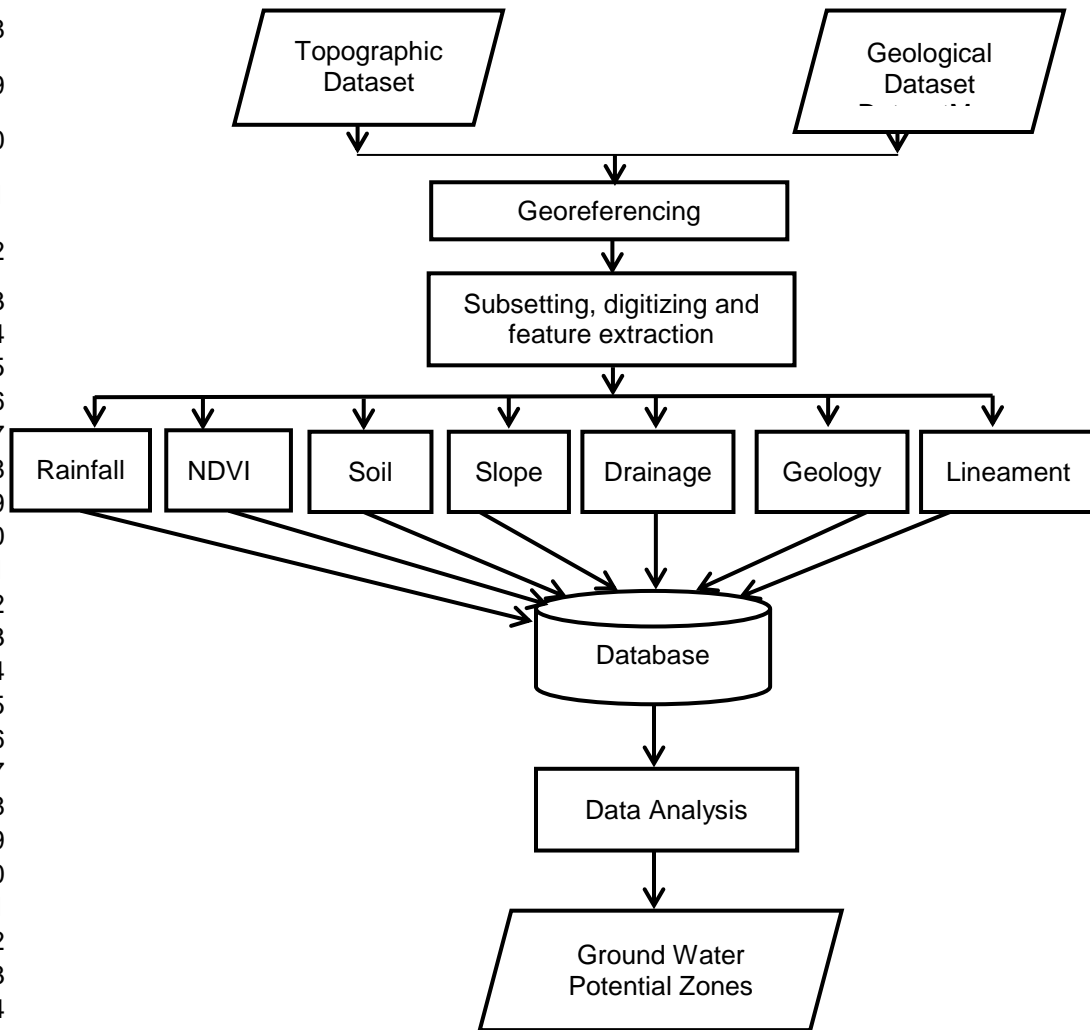 Topographic
Dataset
Geological
Dataset
Georeferencing
Subsetting, digitizing and
feature extraction
Rainfall
NDVI
Soil
Slope
Drainage
Geology
Lineament
Database
Data Analysis
Ground Water
Potential Zones